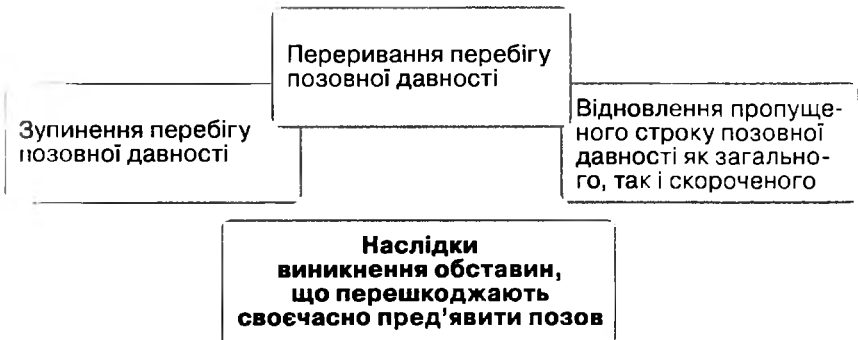 Переривання перебігу
позовної давності
Зупинення перебігу
позовної давності
Відновлення пропуще-
ного строку позовної
давності як загально-
го, так і скороченого
Наслідки
виникнення обставин,
що перешкоджають
своєчасно пред'явити позов